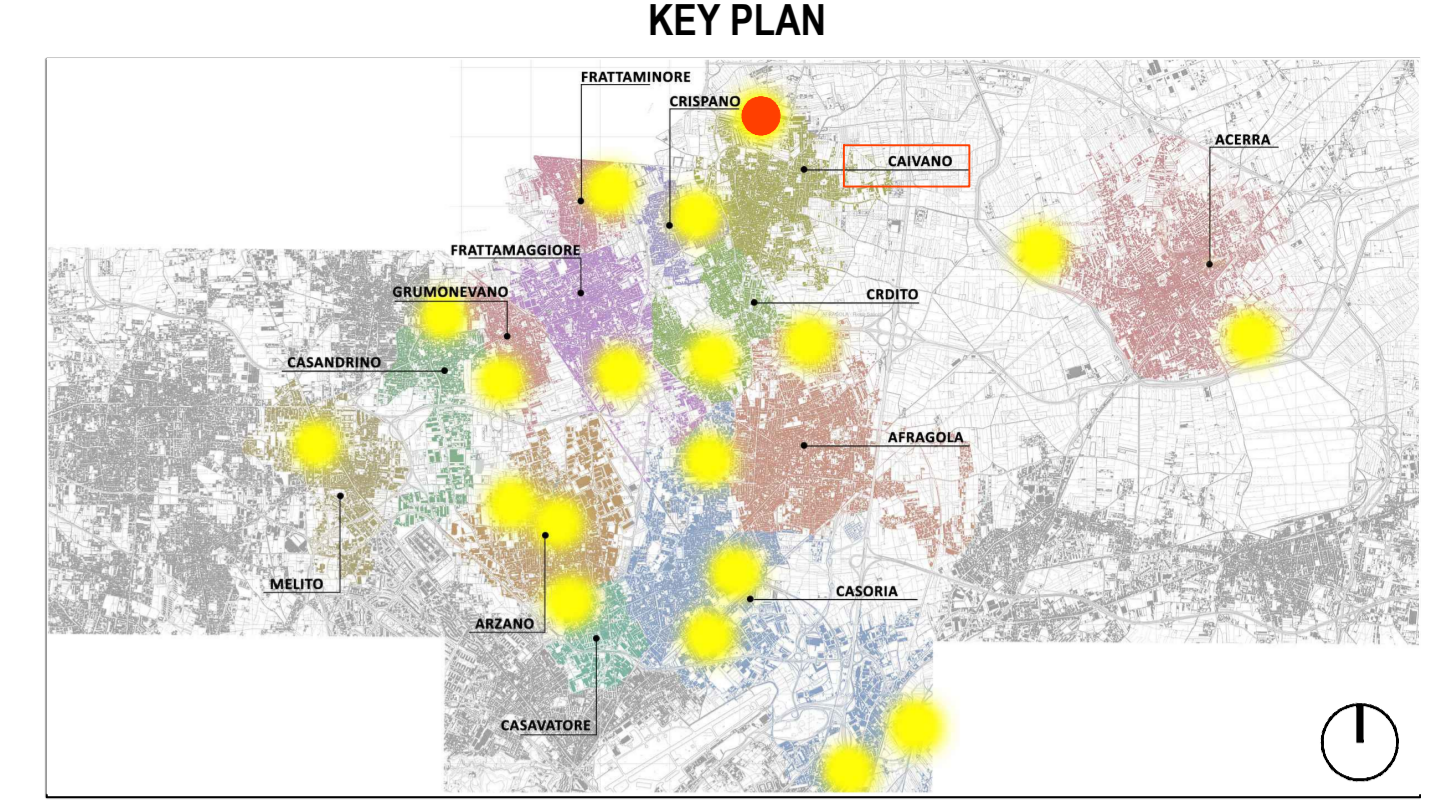 KEY PLAN
FRATTAMINORE
CRISPANO
ACERRA
CAIVANO
FRATTAMAGGIORE
GRUMONEVANO
CRDITO
CASANDRINO
AFRAGOLA
MELITO
CASORIA
ARZANO
CASAVATORE